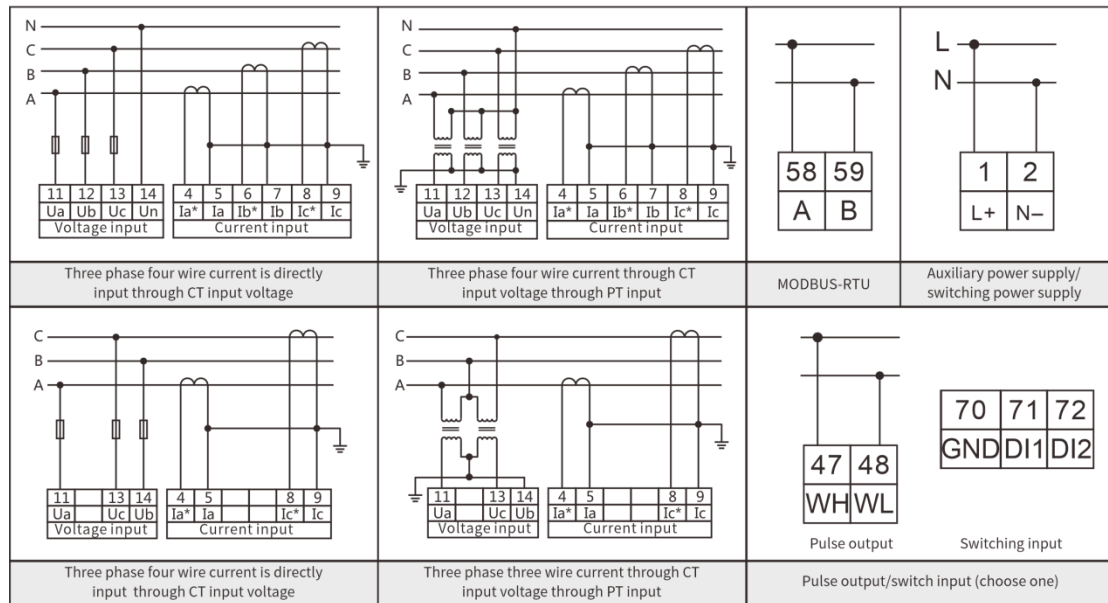 N
C
B
A
11 12 13 14 4 5 6 7 8 9
Ua Ub Uc Un Ia* Ia Ib* Ib Ic* Ic
Voltage input Current input
Three phase four wire current is directly
input through CT input voltage
N
C
B
A
11 12 13 14 4 5 6 7 8 9
Ua Ub Uc Un Ia* Ia Ib* Ib Ic* Ic
Voltage input Current input
Three phase four wire current through CT
input voltage through PT input
58 59
A B
MODBUS-RTU
L
N
1 2
L+ N–
Auxiliary power supply/
switching power supply
C
B
A
11 13 14 4 5 8 9
Ua Uc Ub Ia* Ia Ic* Ic
Voltage input Current input
Three phase four wire current is directly
input through CT input voltage
C
B
A
11 13 14 4 5 8 9
Ua Uc Ub Ia* Ia Ic* Ic
Voltage input Current input
Three phase three wire current through CT
input voltage through PT input
47 48
WH WL
Pulse output
70 71 72
GND DI1 DI2
Switching input
Pulse output/switch input (choose one)